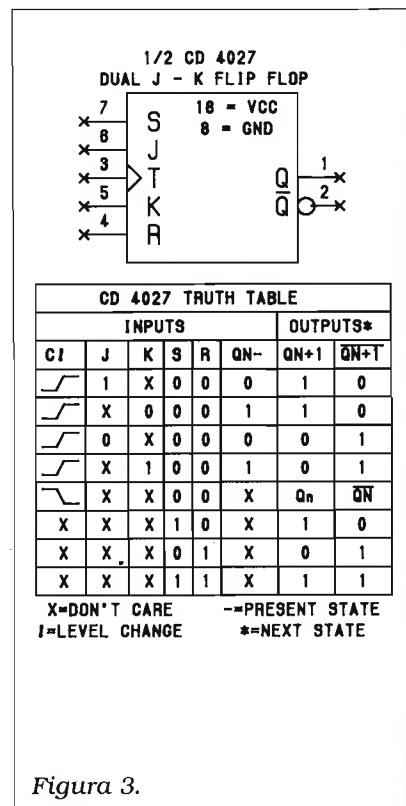 1/2 CD 4027
DUAL J - K FLIP FLOP
7 S 16 = VCC
6 J 8 = GND
3 T Q 1
5 K Q̅ 2
4 R
CD 4027 TRUTH TABLE
INPUTS OUTPUTS*
C! J K S R QN- QN+1 Q̅N̅+̅1̅
1 X 0 0 0 1 0
X 0 0 0 1 1 0
0 X 0 0 0 0 1
X 1 0 0 1 0 1
X X 0 0 X Qn Q̅N̅
X X X 1 0 X 1 0
X X 0 1 X 0 1
X X X 1 1 X 1 1
X=DON'T CARE -=PRESENT STATE
!=LEVEL CHANGE *=NEXT STATE
Figura 3.